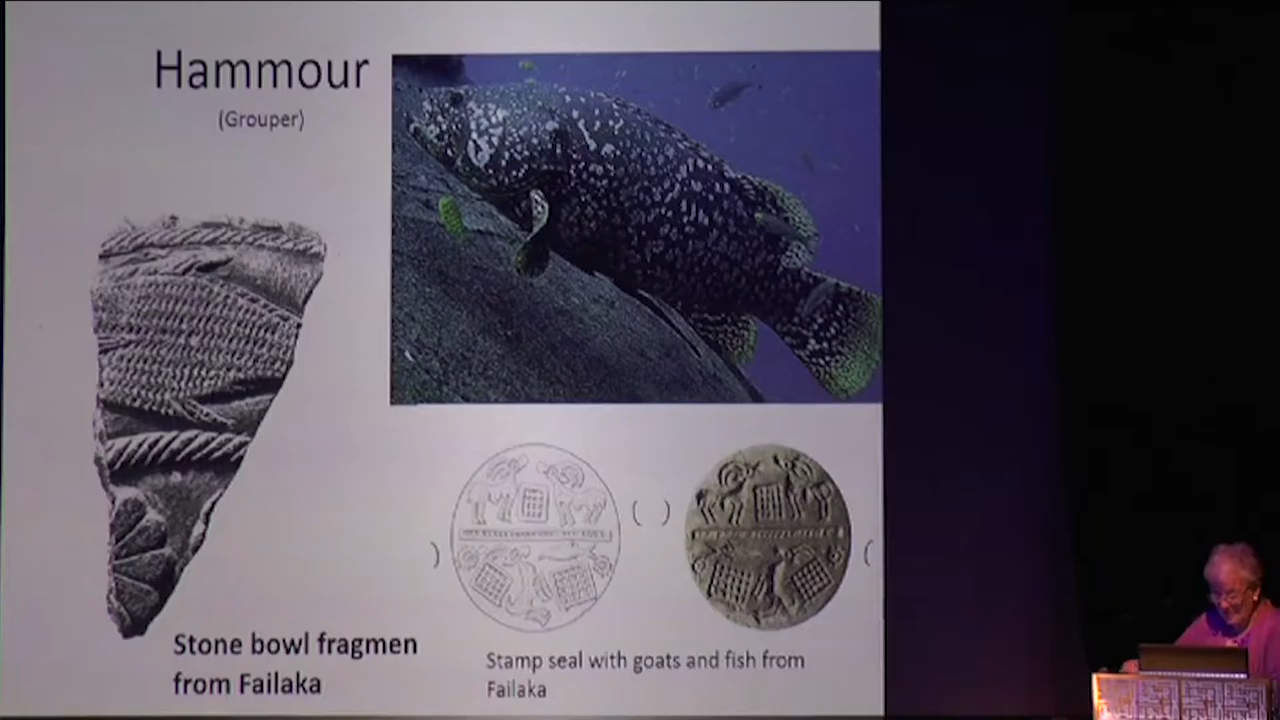 Hammour
(Grouper)
Stone bowl fragmen
from Failaka
Stamp seal with goats and fish from
Failaka